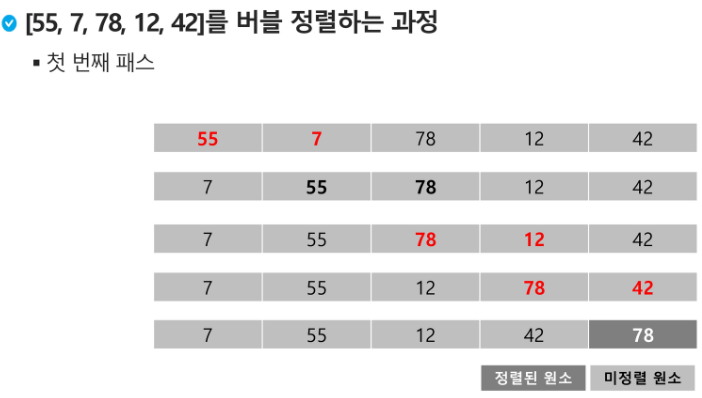 [55, 7, 78, 12, 42]를 버블 정렬하는 과정
▪ 첫 번째 패스
55 7 78 12 42
7 55 78 12 42
7 55 78 12 42
7 55 12 78 42
7 55 12 42 78
정렬된 원소 미정렬 원소